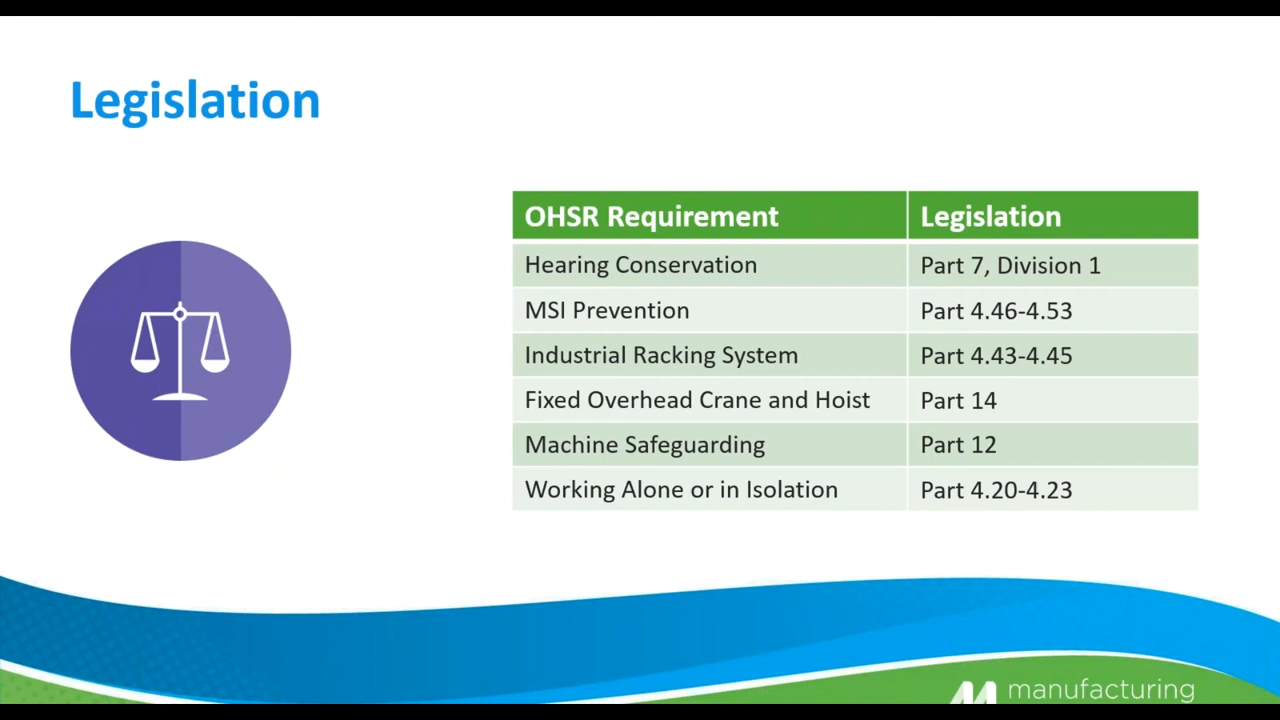 Legislation
OHSR Requirement Legislation
Hearing Conservation Part 7, Division 1
MSI Prevention Part 4.46-4.53
Industrial Racking System Part 4.43-4.45
Fixed Overhead Crane and Hoist Part 14
Machine Safeguarding Part 12
Working Alone or in Isolation Part 4.20-4.23
manufacturing